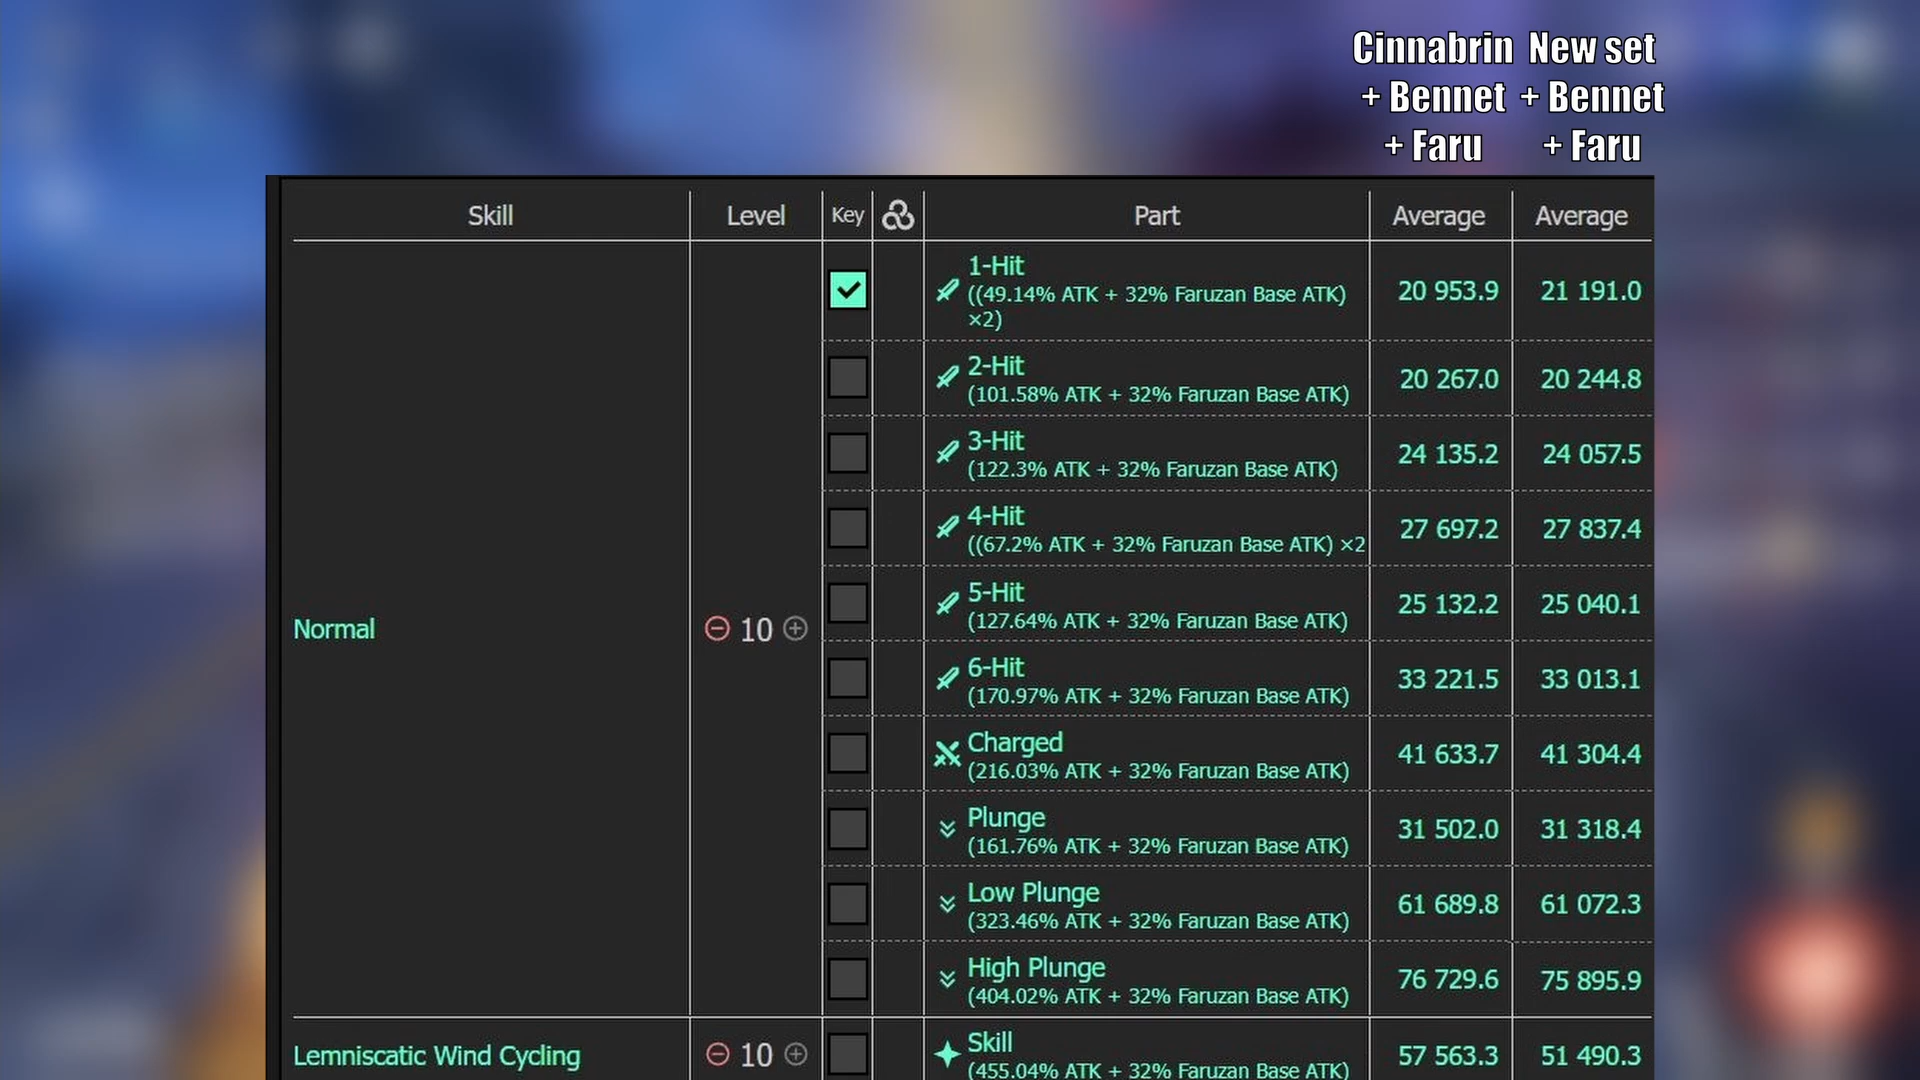 Cinnabrin New set
+ Bennet + Bennet
+ Faru + Faru
Skill Level Key Part Average Average
1-Hit
((49.14% ATK + 32% Faruzan Base ATK)
×2)
20 953.9 21 191.0
2-Hit
(101.58% ATK + 32% Faruzan Base ATK)
20 267.0 20 244.8
3-Hit
(122.3% ATK + 32% Faruzan Base ATK)
24 135.2 24 057.5
4-Hit
((67.2% ATK + 32% Faruzan Base ATK) ×2
27 697.2 27 837.4
5-Hit
(127.64% ATK + 32% Faruzan Base ATK)
25 132.2 25 040.1
Normal 10
6-Hit
(170.97% ATK + 32% Faruzan Base ATK)
33 221.5 33 013.1
Charged
(216.03% ATK + 32% Faruzan Base ATK)
41 633.7 41 304.4
Plunge
(161.76% ATK + 32% Faruzan Base ATK)
31 502.0 31 318.4
Low Plunge
(323.46% ATK + 32% Faruzan Base ATK)
61 689.8 61 072.3
High Plunge
(404.02% ATK + 32% Faruzan Base ATK)
76 729.6 75 895.9
Lemniscatic Wind Cycling 10
Skill
(455.04% ATK + 32% Faruzan Base ATK)
57 563.3 51 490.3